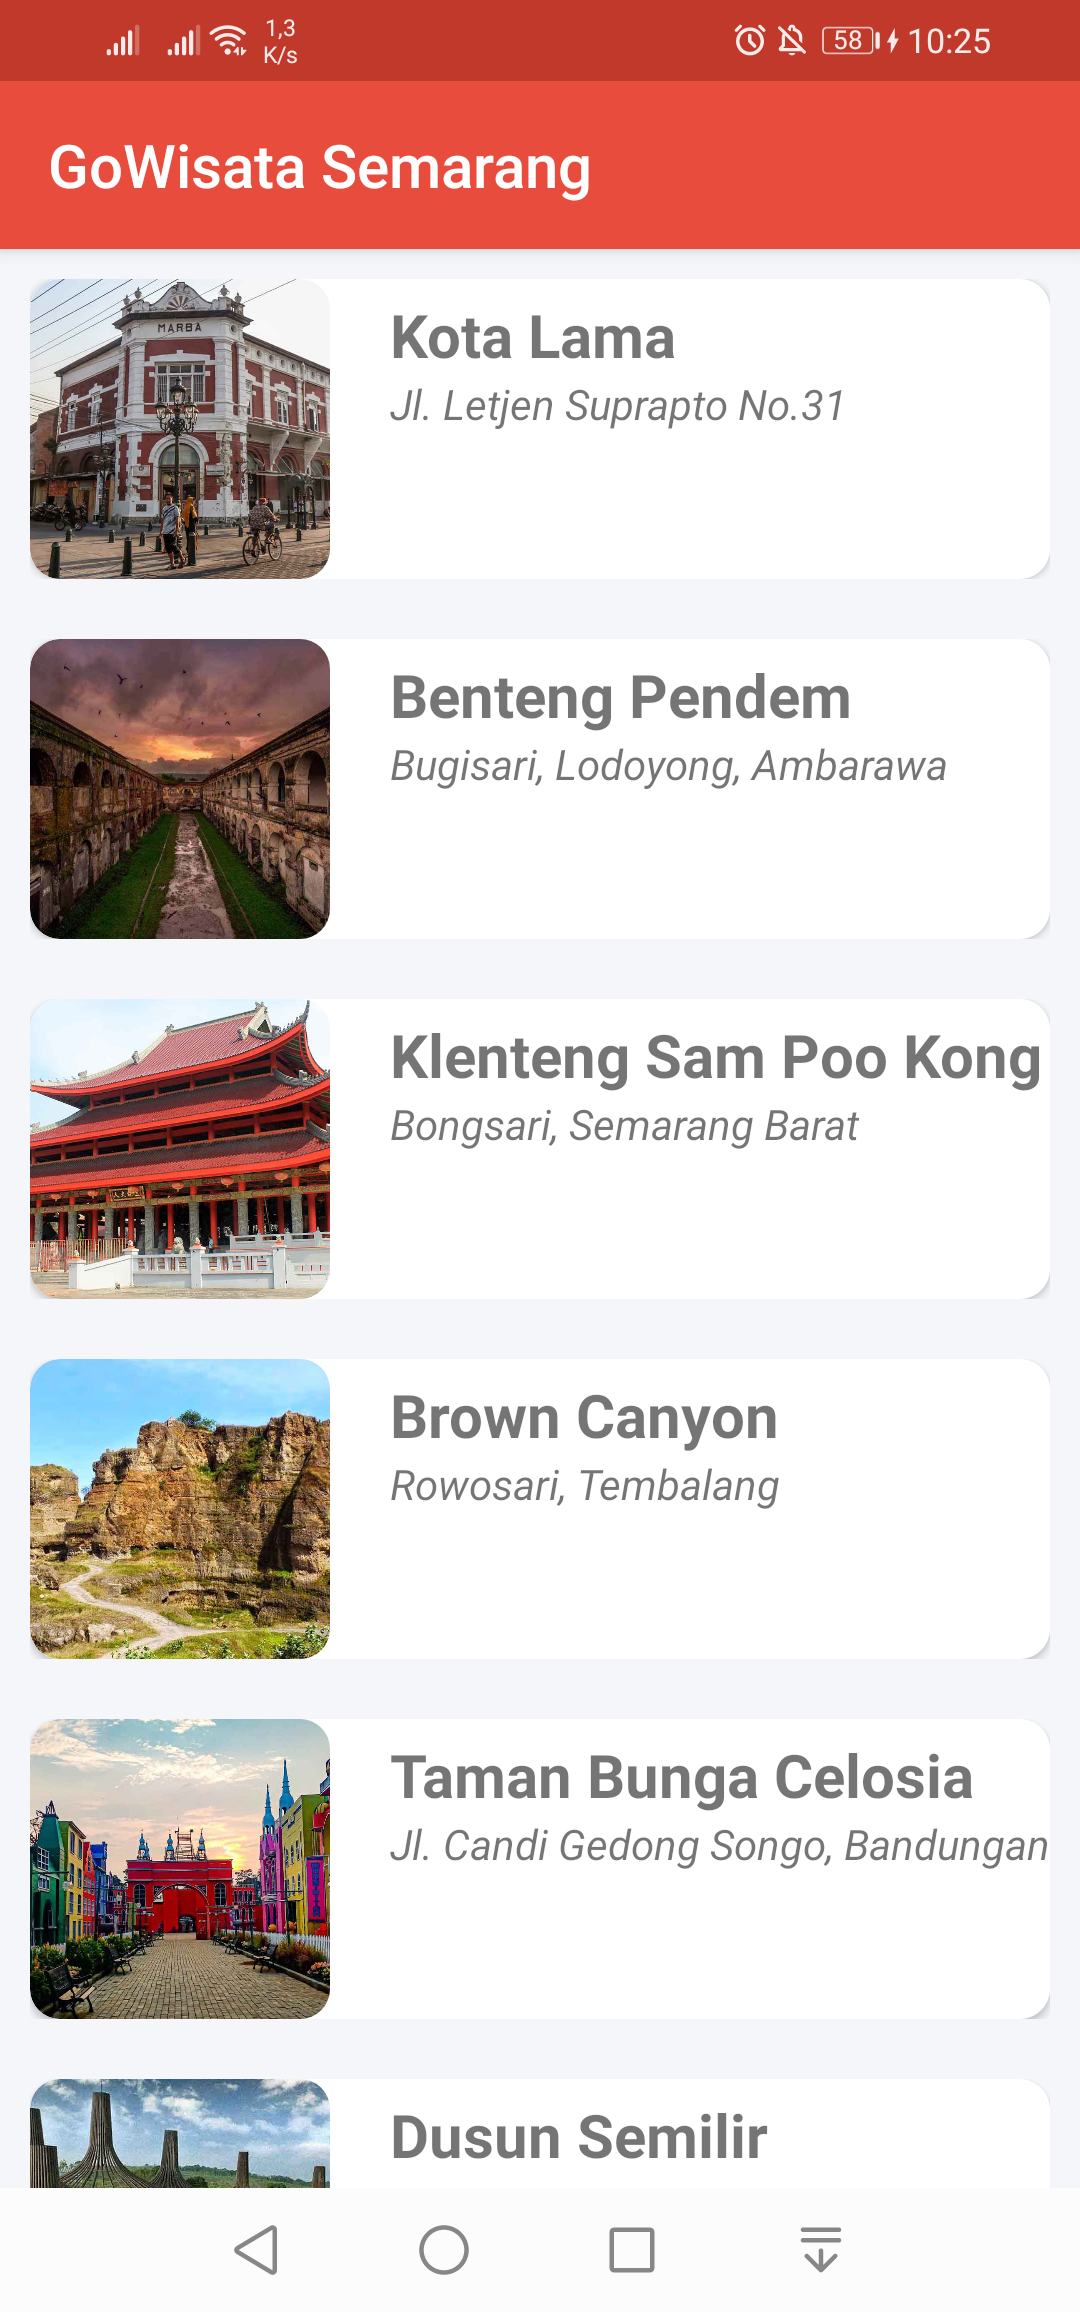 1,3
K/s
58
10:25
GoWisata Semarang
MARBA
Kota Lama
Jl. Letjen Suprapto No.31
Benteng Pendem
Bugisari, Lodoyong, Ambarawa
Klenteng Sam Poo Kong
Bongsari, Semarang Barat
Brown Canyon
Rowosari, Tembalang
Taman Bunga Celosia
Jl. Candi Gedong Songo, Bandungan
Dusun Semilir